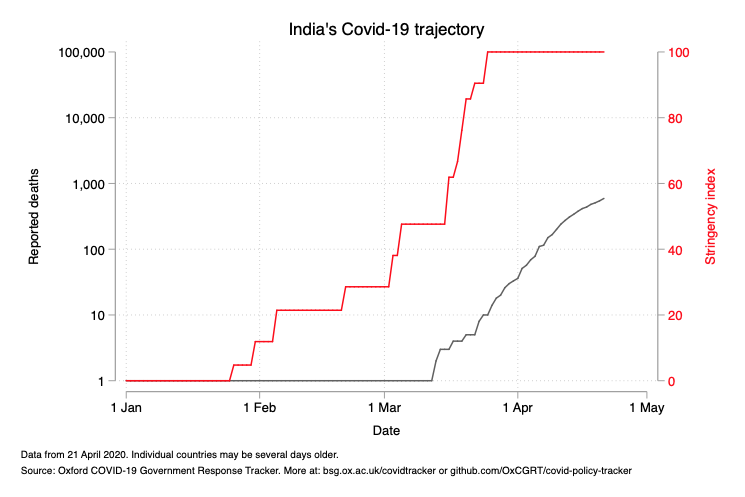 India's Covid-19 trajectory
100,000
10,000
1,000
100
10
1
Reported deaths
100
80
60
40
20
0
Stringency index
1 Jan
1 Feb
1 Mar
1 Apr
1 May
Date
Data from 21 April 2020. Individual countries may be several days older.
Source: Oxford COVID-19 Government Response Tracker. More at: bsg.ox.ac.uk/covidtracker or github.com/OxCGRT/covid-policy-tracker